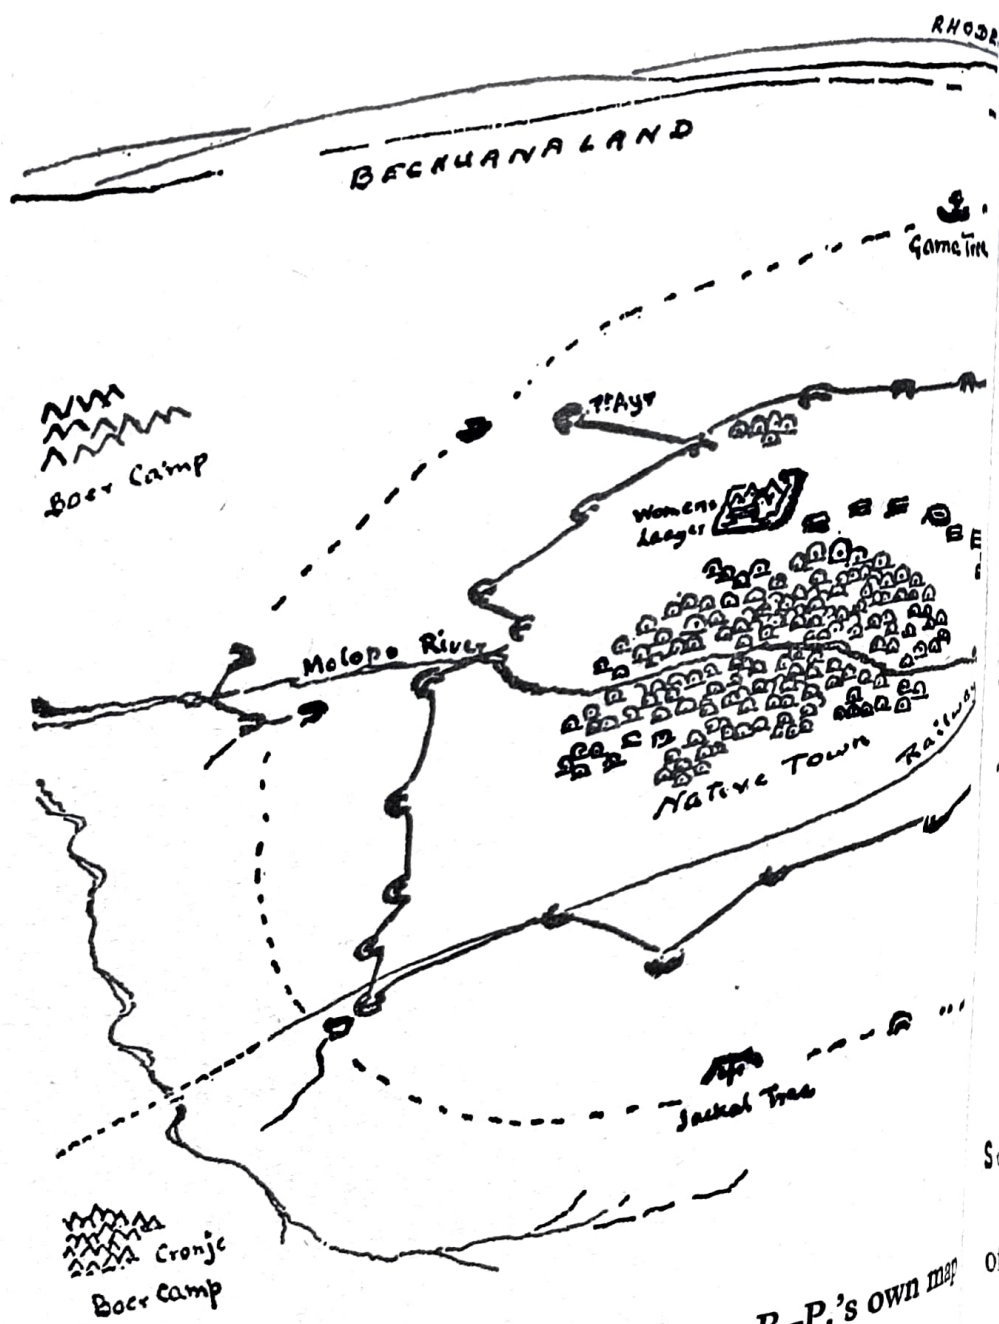 RHODE
BECHUANALAND
Game Tree
Ft Ayr
Boer Camp
Womens
Laager
Molopo River
Native Town
Railway
Jackal Tree
Cronje
Boer Camp
B.-P.'s own map